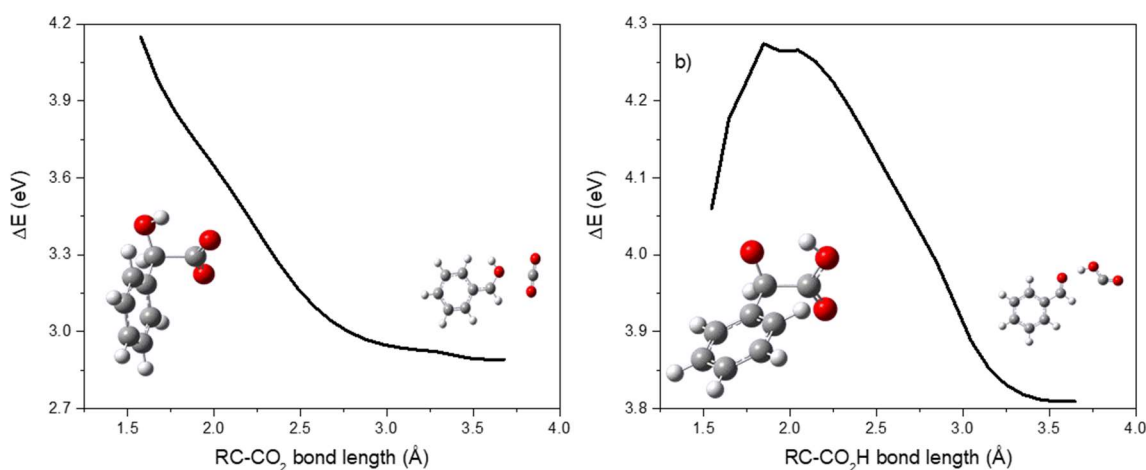 4.2
3.9
3.6
3.3
3.0
2.7
ΔE (eV)
1.5 2.0 2.5 3.0 3.5 4.0
RC-CO₂ bond length (Å)
b)
4.3
4.2
4.1
4.0
3.9
3.8
ΔE (eV)
1.5 2.0 2.5 3.0 3.5 4.0
RC-CO₂H bond length (Å)